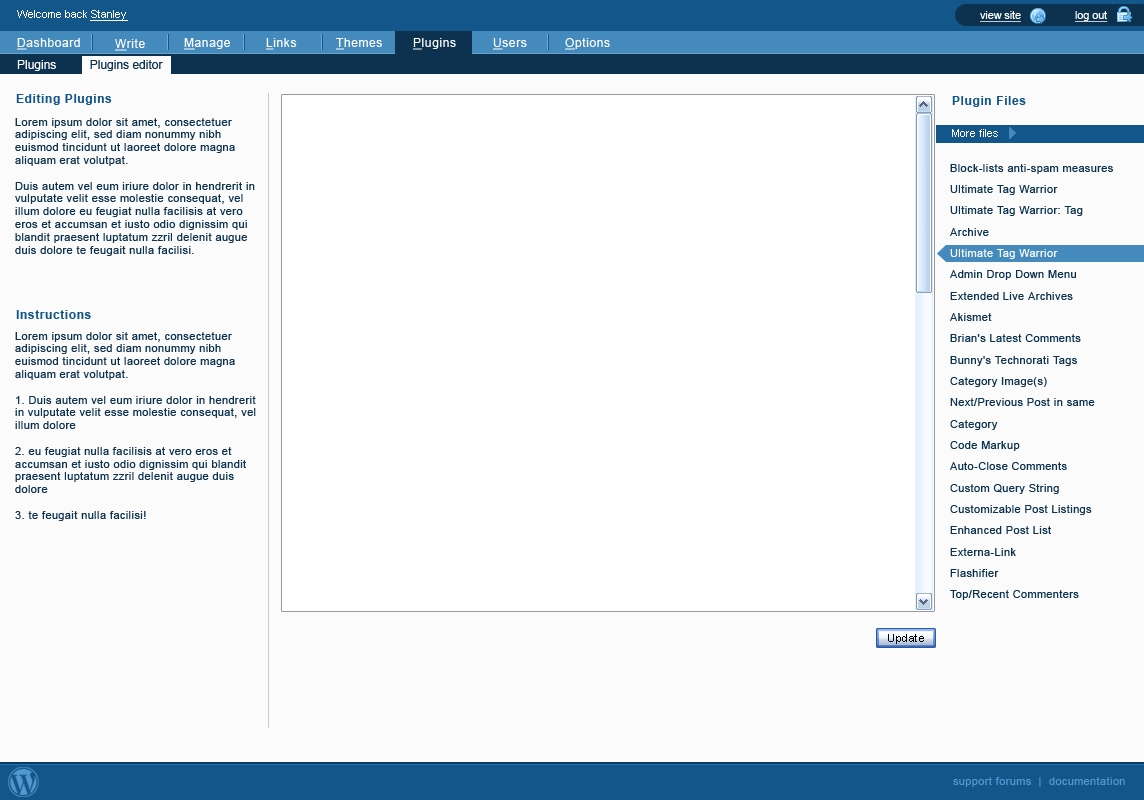 Welcome back Stanley
view site
log out
Dashboard
Write
Manage
Links
Themes
Plugins
Users
Options
Plugins
Plugins editor
Editing Plugins
Lorem ipsum dolor sit amet, consectetuer
adipiscing elit, sed diam nonummy nibh
euismod tincidunt ut laoreet dolore magna
aliquam erat volutpat.
Duis autem vel eum iriure dolor in hendrerit in
vulputate velit esse molestie consequat, vel
illum dolore eu feugiat nulla facilisis at vero
eros et accumsan et iusto odio dignissim qui
blandit praesent luptatum zzril delenit augue
duis dolore te feugait nulla facilisi.
Instructions
Lorem ipsum dolor sit amet, consectetuer
adipiscing elit, sed diam nonummy nibh
euismod tincidunt ut laoreet dolore magna
aliquam erat volutpat.
1. Duis autem vel eum iriure dolor in hendrerit
in vulputate velit esse molestie consequat, vel
illum dolore
2. eu feugiat nulla facilisis at vero eros et
accumsan et iusto odio dignissim qui blandit
praesent luptatum zzril delenit augue duis
dolore
3. te feugait nulla facilisi!
Update
Plugin Files
More files
Block-lists anti-spam measures
Ultimate Tag Warrior
Ultimate Tag Warrior: Tag
Archive
Ultimate Tag Warrior
Admin Drop Down Menu
Extended Live Archives
Akismet
Brian's Latest Comments
Bunny's Technorati Tags
Category Image(s)
Next/Previous Post in same
Category
Code Markup
Auto-Close Comments
Custom Query String
Customizable Post Listings
Enhanced Post List
Externa-Link
Flashifier
Top/Recent Commenters
W
support forums | documentation